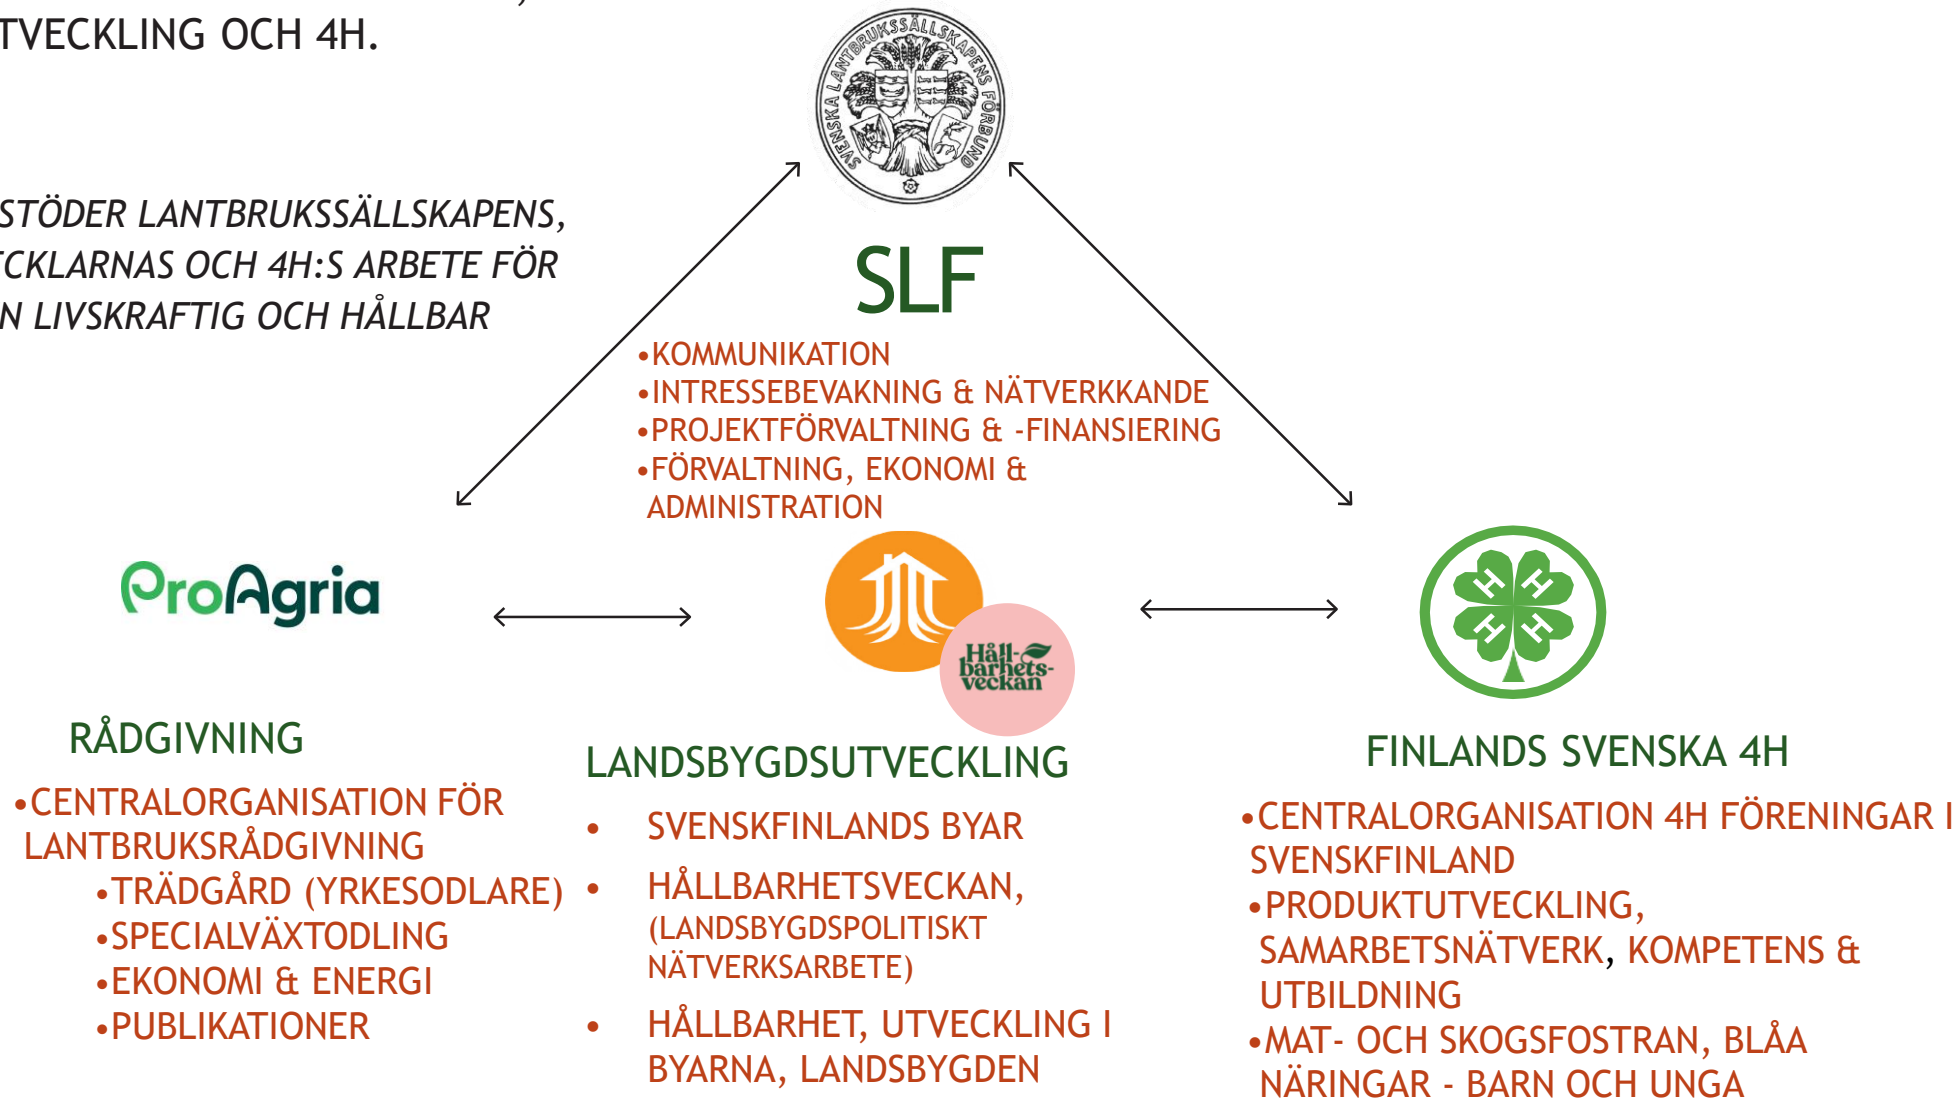 TVECKLING OCH 4H.
STÖDER LANTBRUKSSÄLLSKAPENS,
ECKLARNAS OCH 4H:S ARBETE FÖR
N LIVSKRAFTIG OCH HÅLLBAR
SVENSKA LANTBRUKSSÄLLSKAPENS FÖRBUND
SLF
•KOMMUNIKATION
•INTRESSEBEVAKNING & NÄTVERKKANDE
•PROJEKTFÖRVALTNING & -FINANSIERING
•FÖRVALTNING, EKONOMI &
ADMINISTRATION
ProAgria
Håll-
barhets-
veckan
H H
H H
RÅDGIVNING
•CENTRALORGANISATION FÖR
LANTBRUKSRÅDGIVNING
•TRÄDGÅRD (YRKESODLARE)
•SPECIALVÄXTODLING
•EKONOMI & ENERGI
•PUBLIKATIONER
LANDSBYGDSUTVECKLING
• SVENSKFINLANDS BYAR
• HÅLLBARHETSVECKAN,
(LANDSBYGDSPOLITISKT
NÄTVERKSARBETE)
• HÅLLBARHET, UTVECKLING I
BYARNA, LANDSBYGDEN
FINLANDS SVENSKA 4H
•CENTRALORGANISATION 4H FÖRENINGAR I
SVENSKFINLAND
•PRODUKTUTVECKLING,
SAMARBETSNÄTVERK, KOMPETENS &
UTBILDNING
•MAT- OCH SKOGSFOSTRAN, BLÅA
NÄRINGAR - BARN OCH UNGA